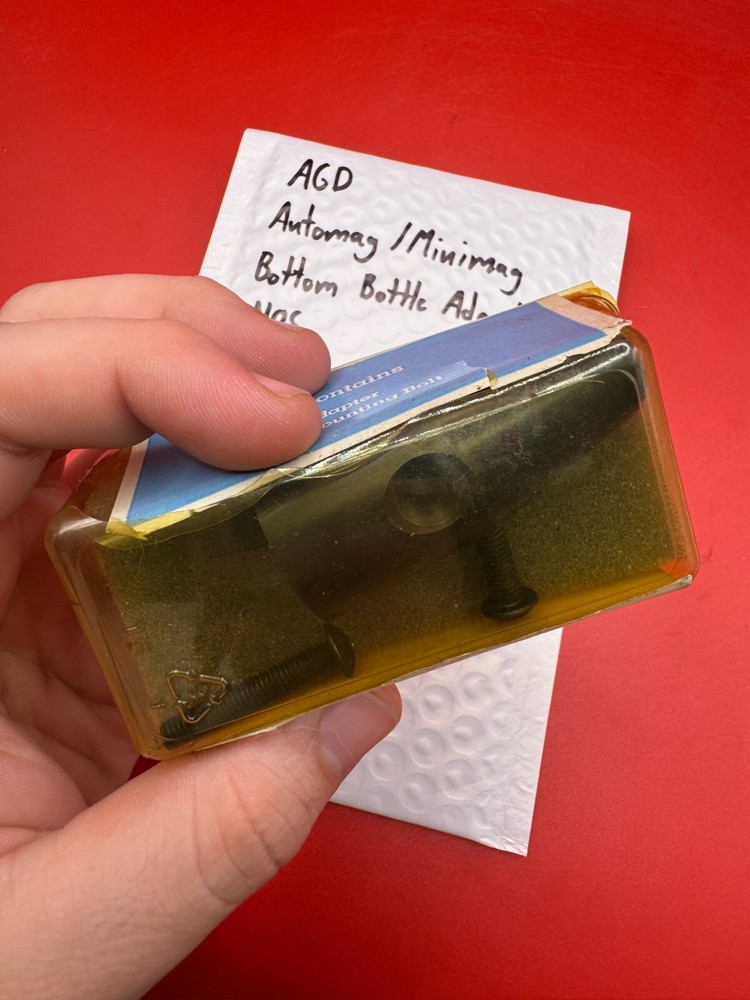 AGD
Automag / Minimag
Bottom Bottle
ontains
dapter
ounting Bolt